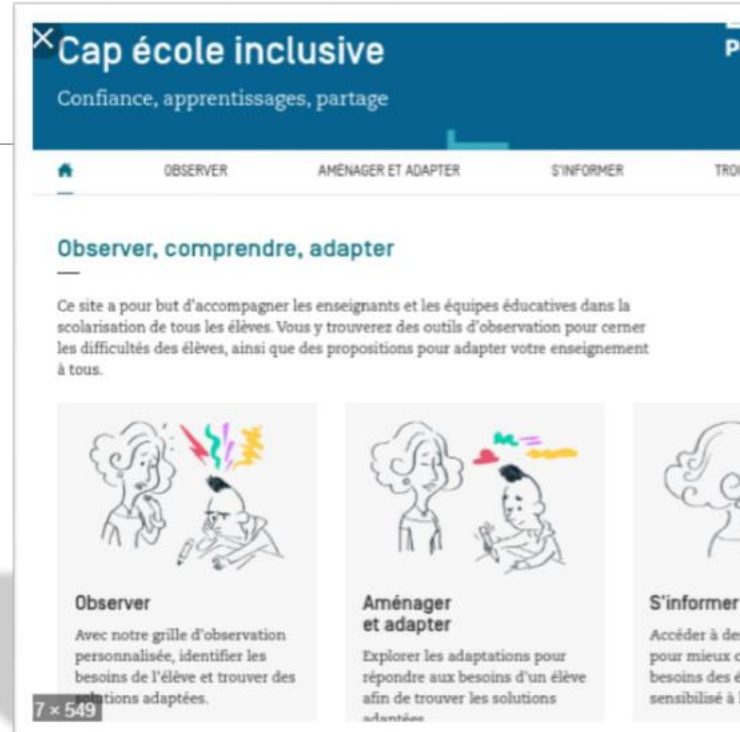 Cap école inclusive
Confiance, apprentissages, partage
OBSERVER AMÉNAGER ET ADAPTER S'INFORMER
Observer, comprendre, adapter
Ce site a pour but d'accompagner les enseignants et les équipes éducatives dans la
scolarisation de tous les élèves. Vous y trouverez des outils d'observation pour cerner
les difficultés des élèves, ainsi que des propositions pour adapter votre enseignement
à tous.
Observer
Avec notre grille d'observation
personnalisée, identifier les
besoins de l'élève et trouver des
adaptées.
7 × 549
Aménager
et adapter
Explorer les adaptations pour
répondre aux besoins d'un élève
afin de trouver les solutions
adaptées
S'informer
Accéder à
pour mieux
besoins des
sensibilisé à